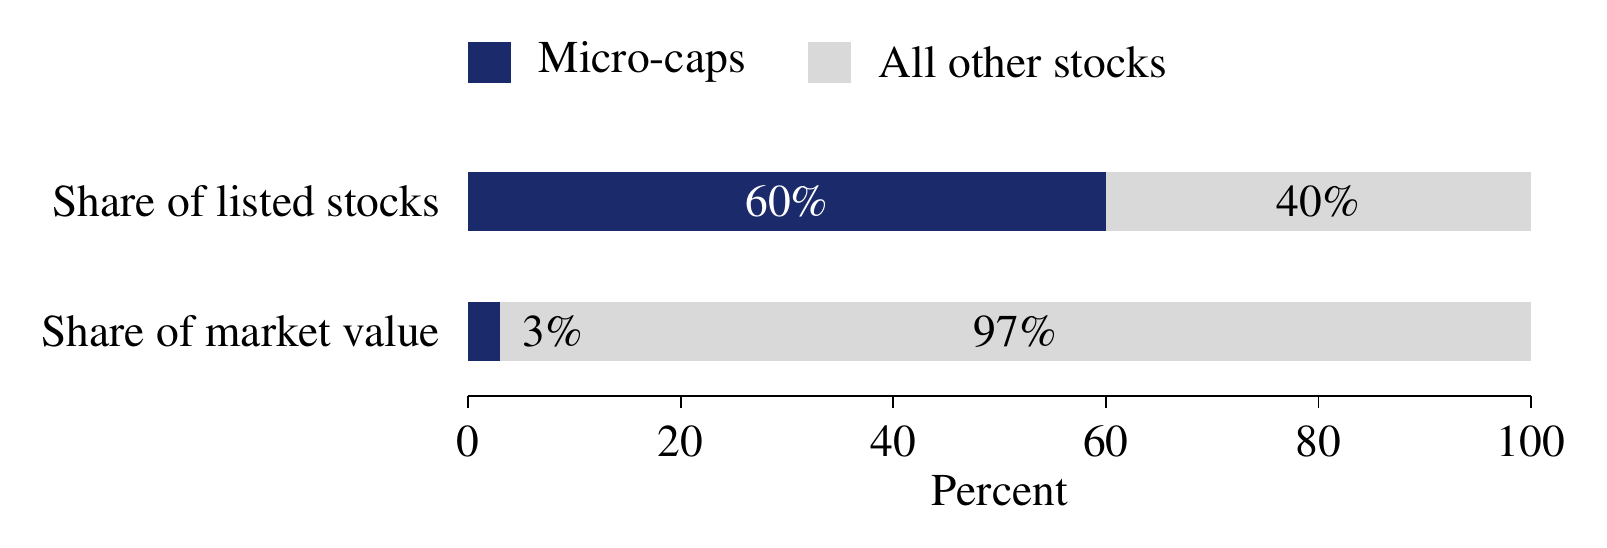 Micro-caps All other stocks
Share of listed stocks 60% 40%
Share of market value 3% 97%
0 20 40 60 80 100
Percent